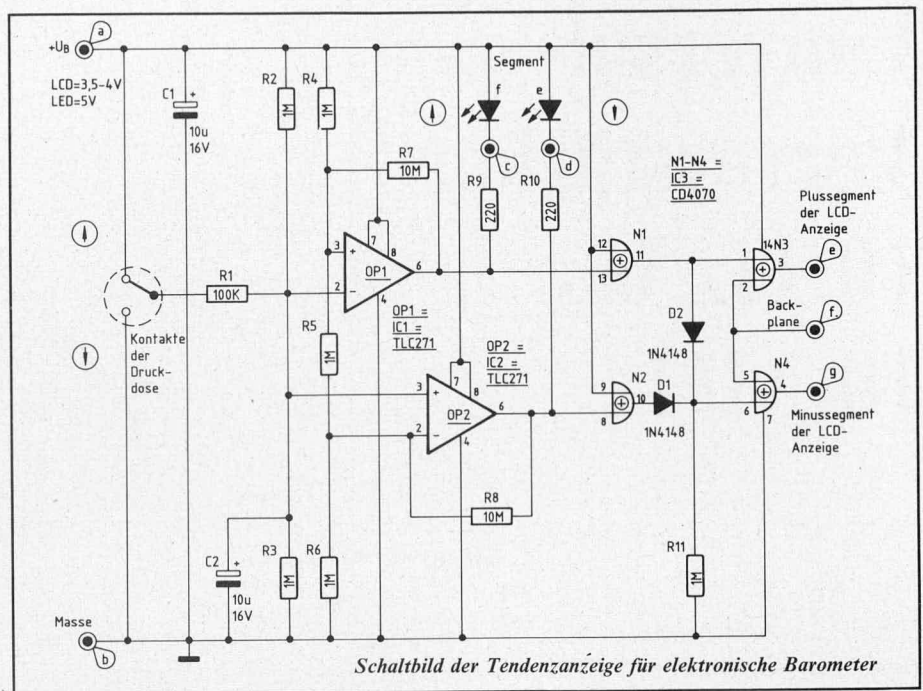 a
+UB
LCD=3,5-4V
LED=5V
C1
+
10u
16V
R2
1M
R4
1M
R7
10M
Segment
f
e
c
d
R9
220
R10
220
N1-N4 =
IC3 =
CD4070
Plussegment
der LCD-
Anzeige
e
N1
12
13
11
14
N3
1
2
3
Back-
plane
f
R1
100K
3
+
2
-
7
8
6
4
OP1
OP1 =
IC1 =
TLC271
Kontakte
der
Druck-
dose
R5
1M
OP2 =
IC2 =
TLC271
3
+
2
-
7
8
6
4
OP2
D2
1N4148
N2
9
8
10
D1
1N4148
N4
5
6
4
7
g
Minussegment
der LCD-
Anzeige
R8
10M
C2
+
10u
16V
R3
1M
R6
1M
R11
1M
Masse
b
Schaltbild der Tendenzanzeige für elektronische Barometer